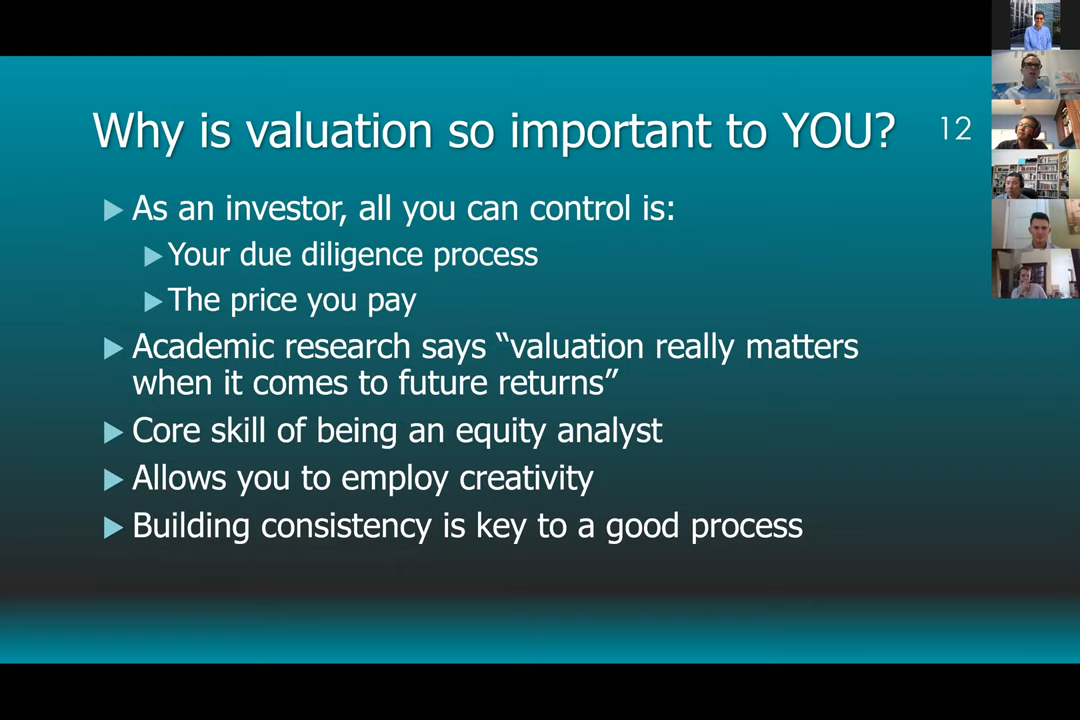 Why is valuation so important to YOU?
12
As an investor, all you can control is:
Your due diligence process
The price you pay
Academic research says “valuation really matters
when it comes to future returns”
Core skill of being an equity analyst
Allows you to employ creativity
Building consistency is key to a good process